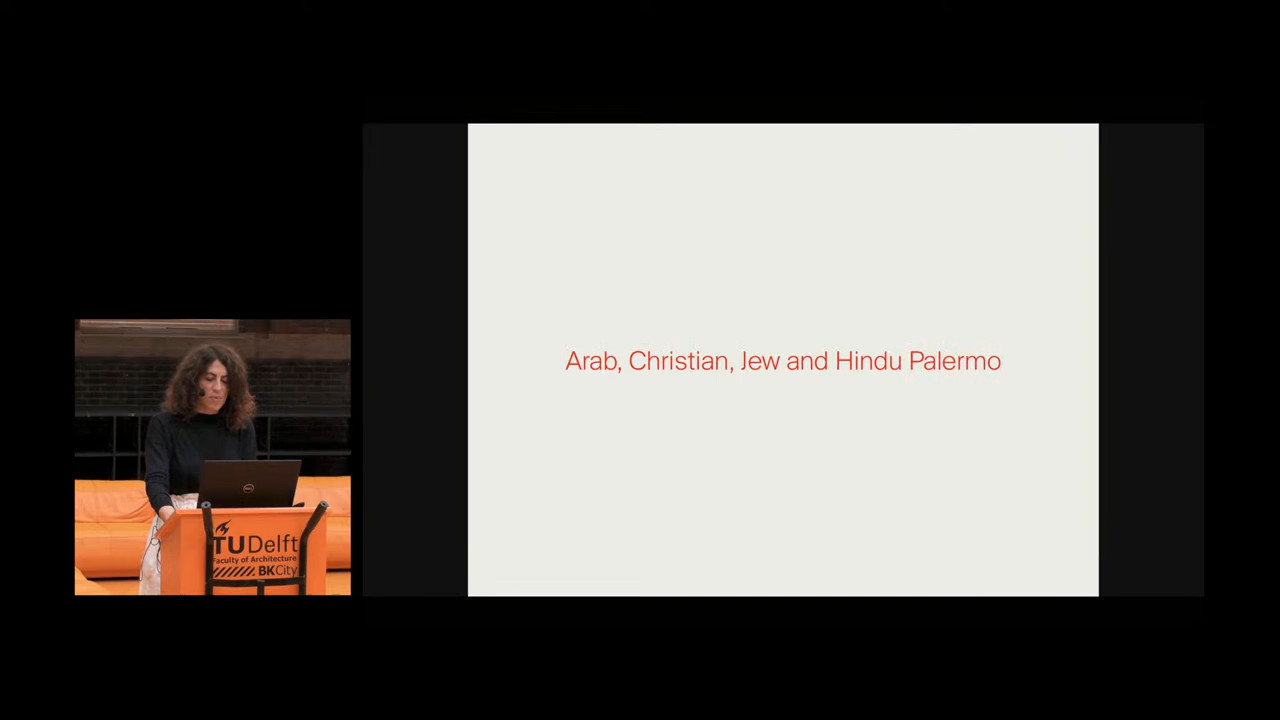 Arab, Christian, Jew and Hindu Palermo
TUDelft
Faculty of Architecture
BKCity